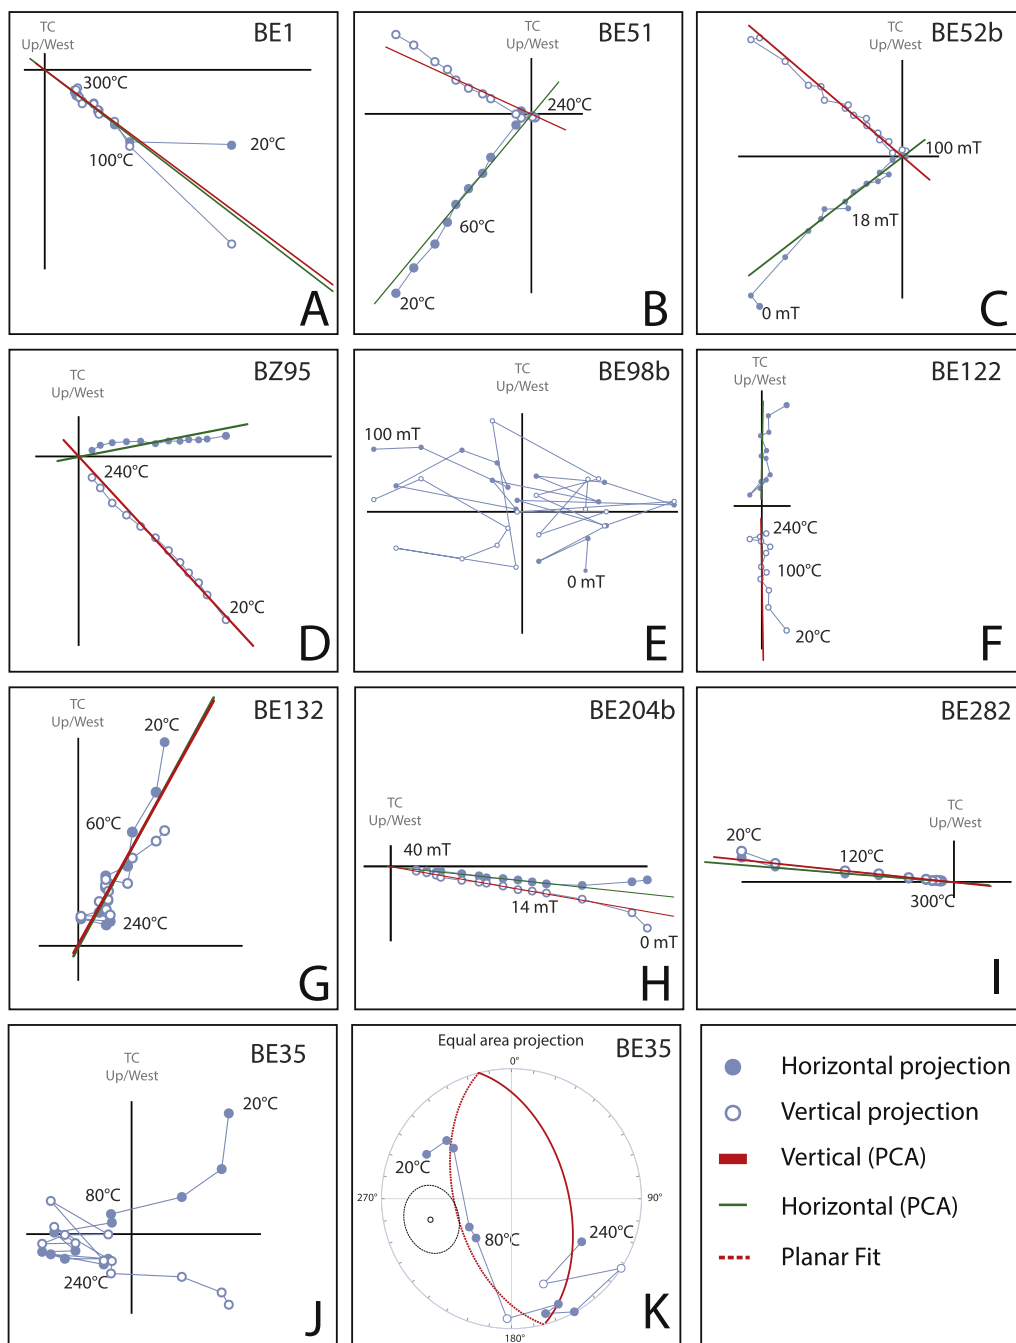 TC
Up/West
BE1
300°C
20°C
100°C
A
TC
Up/West
BE51
240°C
60°C
20°C
B
TC
Up/West
BE52b
100 mT
18 mT
0 mT
C
TC
Up/West
BZ95
240°C
20°C
D
TC
Up/West
BE98b
100 mT
0 mT
E
TC
Up/West
BE122
240°C
100°C
20°C
F
TC
Up/West
BE132
20°C
60°C
240°C
G
TC
Up/West
BE204b
40 mT
14 mT
0 mT
H
BE282
TC
Up/West
20°C
120°C
300°C
I
TC
Up/West
BE35
20°C
80°C
240°C
J
Equal area projection
BE35
0°
20°C
270°
90°
240°C
80°C
180°
K
Horizontal projection
Vertical projection
Vertical (PCA)
Horizontal (PCA)
Planar Fit